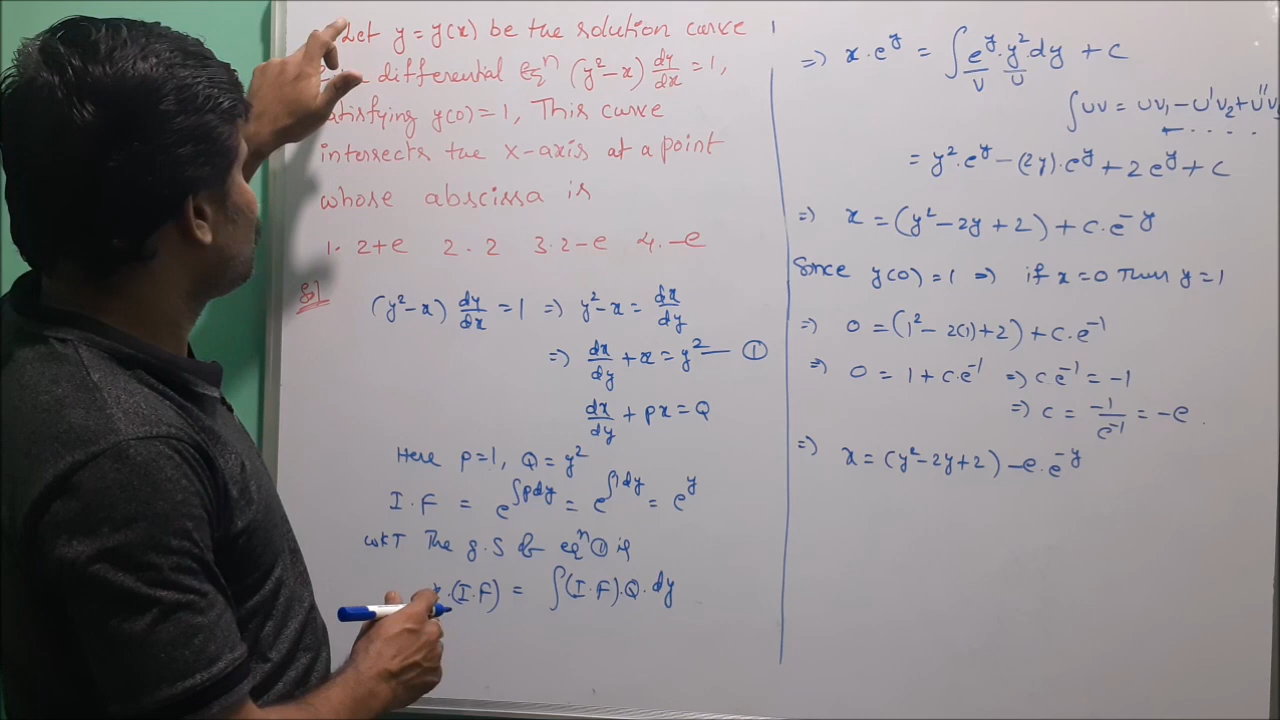 Let y = y(x) be the solution curve
differential eqⁿ (y²-x) dy/dx = 1,
satisfying y(0) = 1, This curve
intersects the X-axis at a point
whose abscissa is
1. 2+e 2. 2 3. 2-e 4. -e
Sol
(y²-x) dy/dx = 1 ⇒ y²-x = dx/dy
⇒ dx/dy + x = y² — ①
dx/dy + px = Q
Here p=1, Q = y²
I.F = e^∫pdy = e^∫1dy = e^y
WKT The g.S of eqⁿ ① is
x.(I.F) = ∫(I.F).Q.dy
⇒ x.e^y = ∫ e^y . y² dy + c
V U
∫UV = UV₁ - U'V₂ + U''V₃
- . . . .
= y².e^y - (2y).e^y + 2e^y + c
⇒ x = (y² - 2y + 2) + c.e^-y
Since y(0) = 1 ⇒ if x = 0 Then y = 1
⇒ 0 = (1² - 2(1) + 2) + c.e^-1
⇒ 0 = 1 + c.e^-1 ⇒ c.e^-1 = -1
⇒ c = -1/e^-1 = -e
⇒ x = (y² - 2y + 2) - e.e^-y